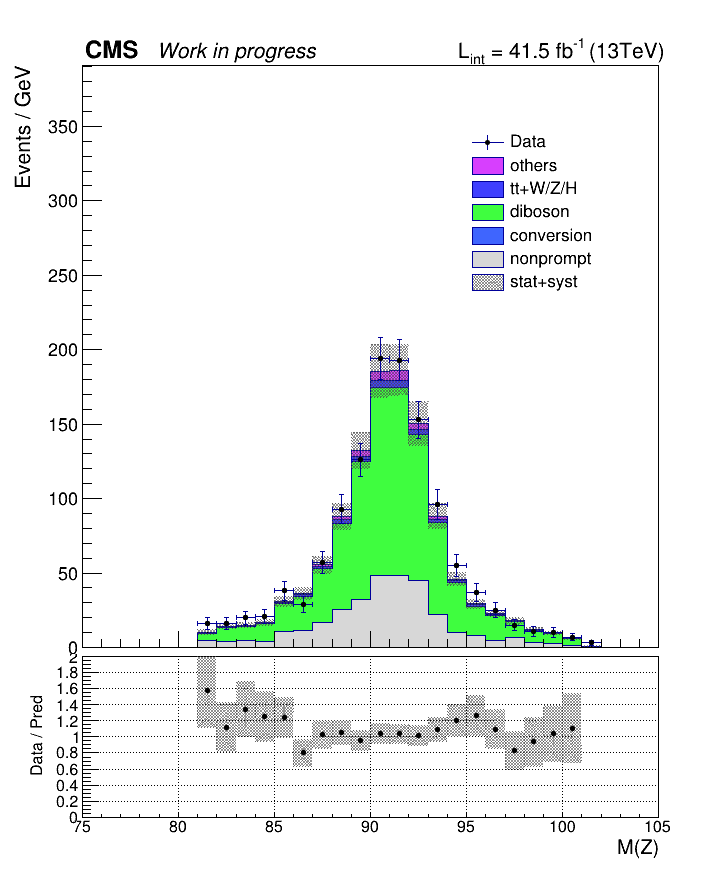 CMS Work in progress L_int = 41.5 fb^-1 (13TeV)
Events / GeV
350
300
250
200
150
100
50
0
Data
others
tt+W/Z/H
diboson
conversion
nonprompt
stat+syst
Data / Pred
2
1.8
1.6
1.4
1.2
1
0.8
0.6
0.4
0.2
0
75 80 85 90 95 100 105
M(Z)